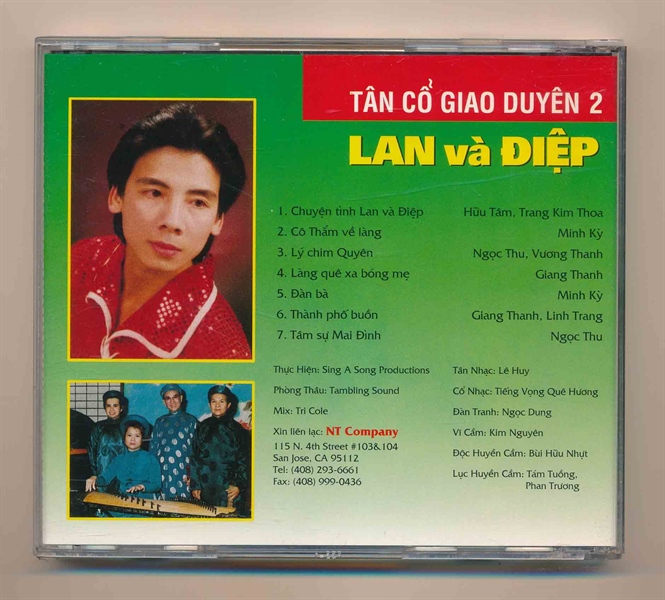 TÂN CỔ GIAO DUYÊN 2
LAN và ĐIỆP
1. Chuyện tình Lan và Điệp Hữu Tâm, Trang Kim Thoa
2. Cô Thắm về làng Minh Kỳ
3. Lý chim Quyên Ngọc Thu, Vương Thanh
4. Làng quê xa bóng mẹ Giang Thanh
5. Đàn bà Minh Kỳ
6. Thành phố buồn Giang Thanh, Linh Trang
7. Tâm sự Mai Đình Ngọc Thu
Thực Hiện: Sing A Song Productions
Phòng Thâu: Tambling Sound
Mix: Tri Cole
Xin liên lạc: NT Company
115 N. 4th Street #103&104
San Jose, CA 95112
Tel: (408) 293-6661
Fax: (408) 999-0436
Tân Nhạc: Lê Huy
Cổ Nhạc: Tiếng Vọng Quê Hương
Đàn Tranh: Ngọc Dung
Vĩ Cầm: Kim Nguyên
Độc Huyền Cầm: Bùi Hữu Nhựt
Lục Huyền Cầm: Tám Tuồng,
Phan Trương